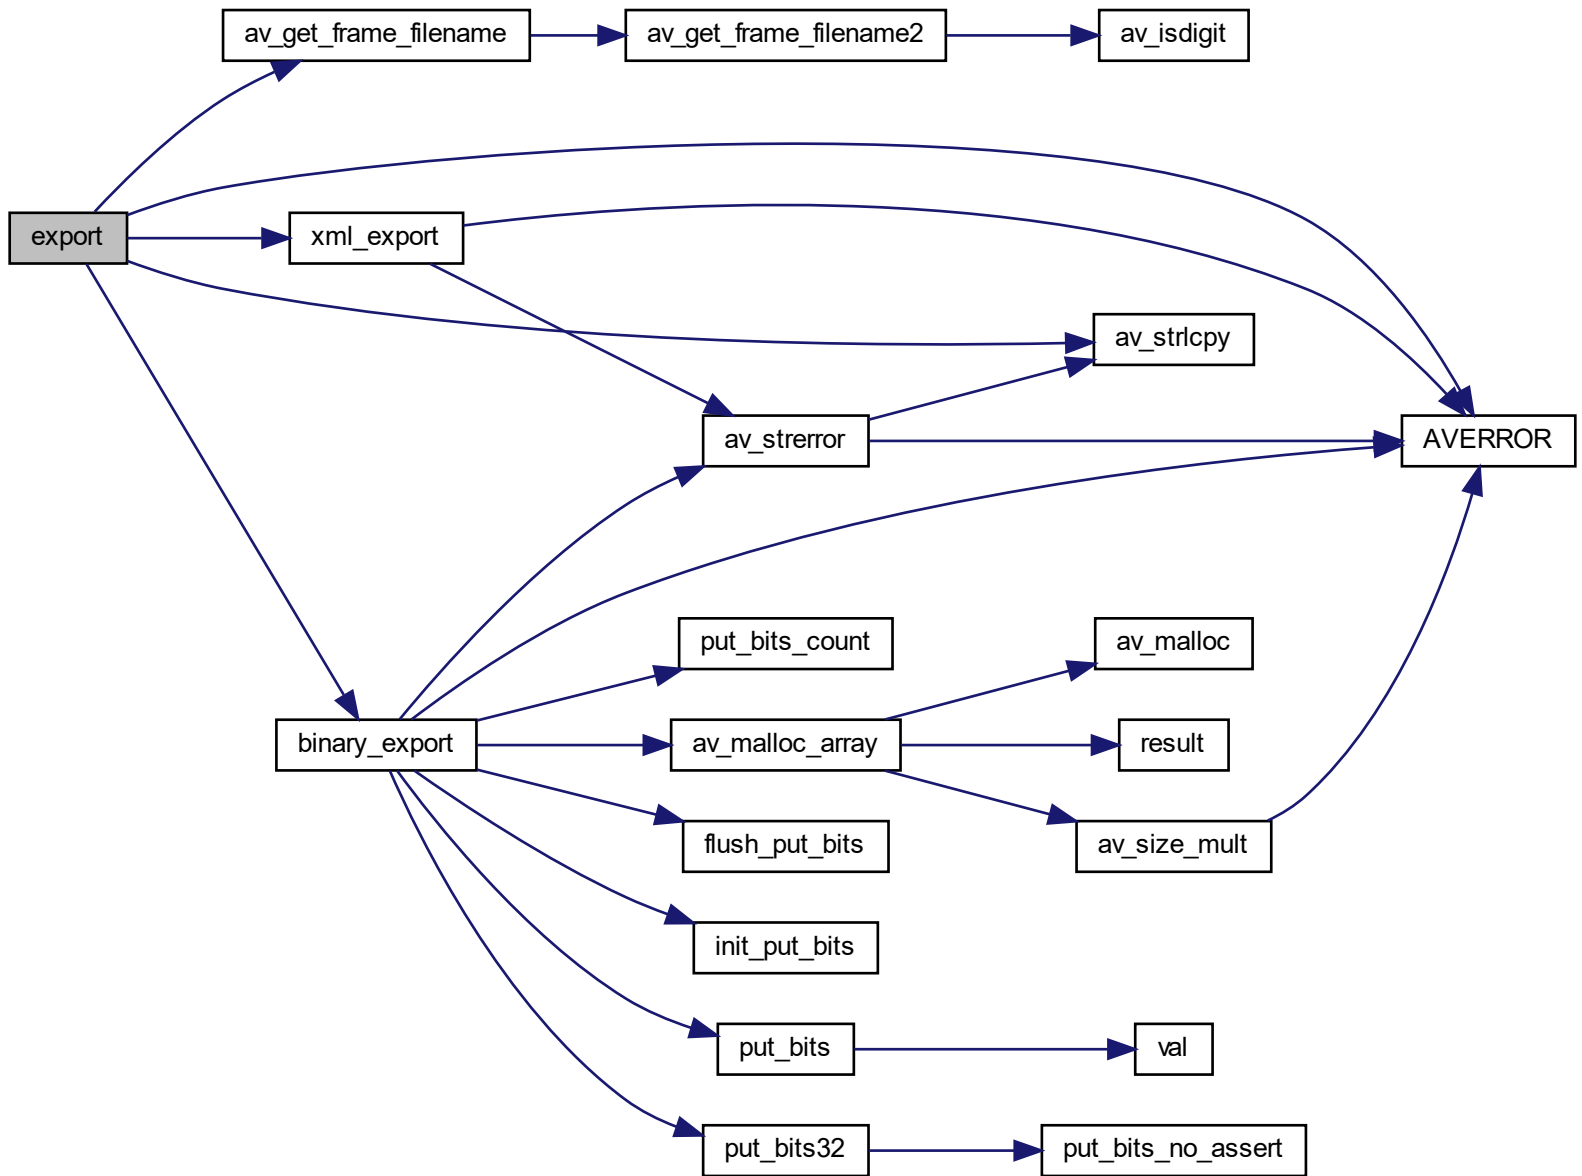 av_get_frame_filename
av_get_frame_filename2
av_isdigit
export
xml_export
av_strlcpy
av_strerror
AVERROR
put_bits_count
av_malloc
binary_export
av_malloc_array
result
flush_put_bits
av_size_mult
init_put_bits
put_bits
val
put_bits32
put_bits_no_assert